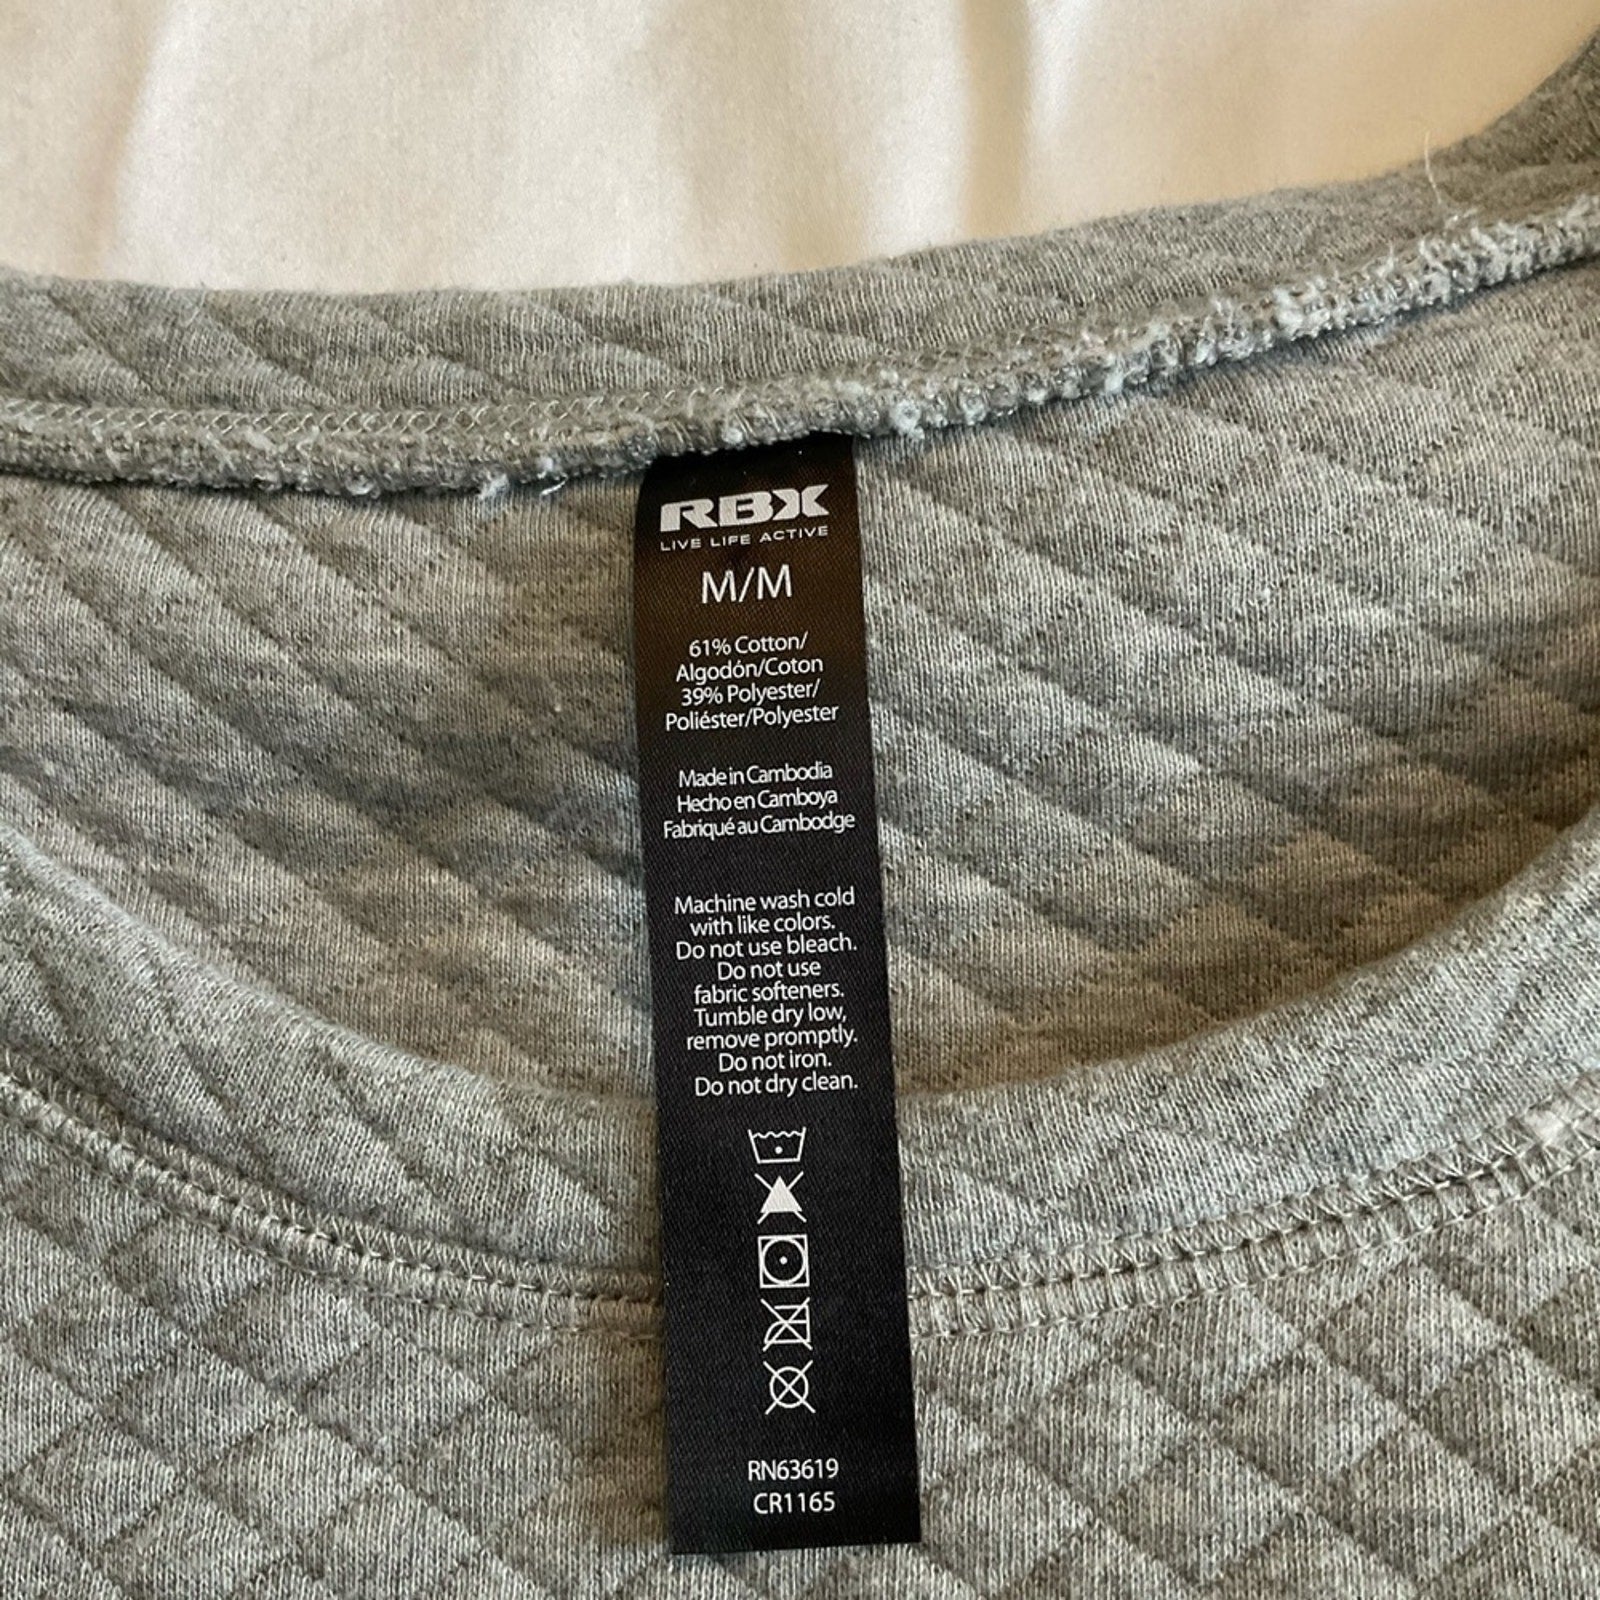 RBX
LIVE LIFE ACTIVE
M/M
61% Cotton/
Algodón/Coton
39% Polyester/
Poliéster/Polyester
Made in Cambodia
Hecho en Camboya
Fabriqué au Cambodge
Machine wash cold
with like colors.
Do not use bleach.
Do not use
fabric softeners.
Tumble dry low,
remove promptly.
Do not iron.
Do not dry clean.
RN63619
CR1165